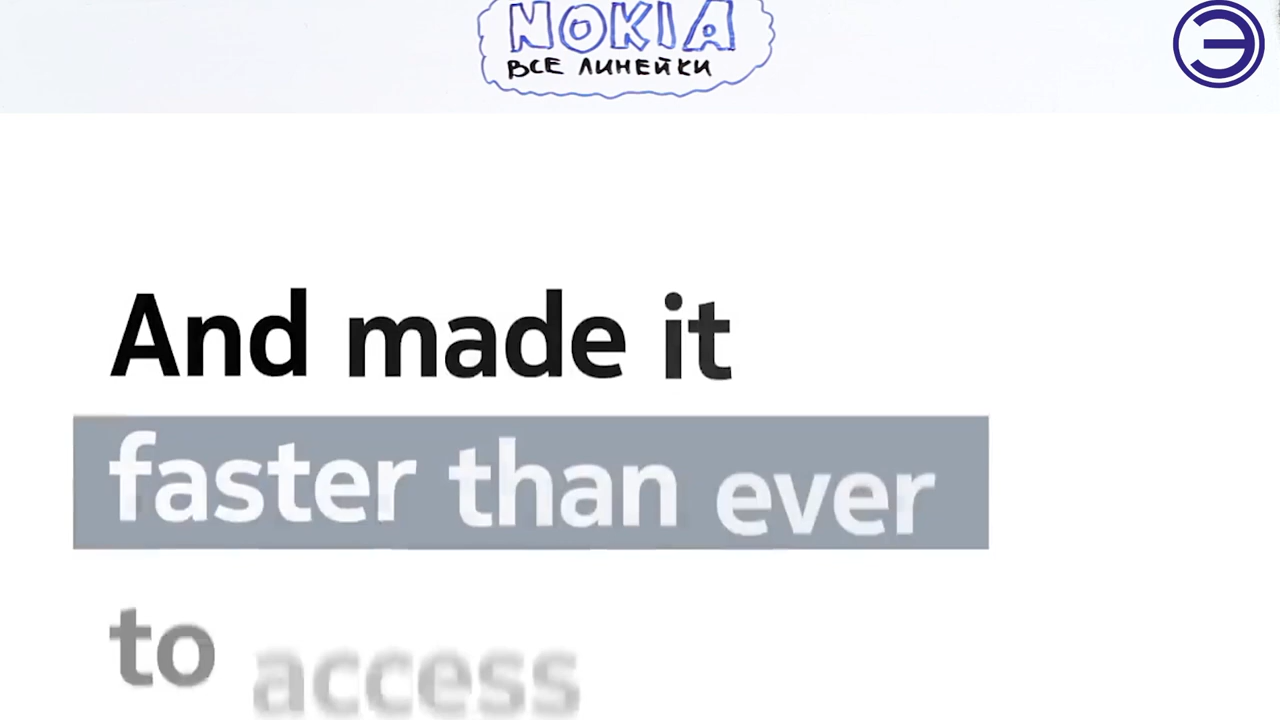 NOKIA
ВСЕ ЛИНЕЙКИ
Э
And made it
faster than ever
to access